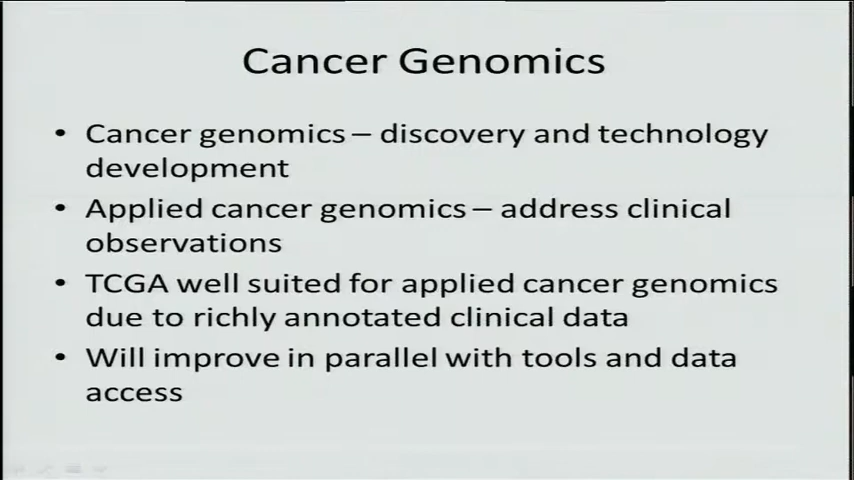 Cancer Genomics
• Cancer genomics – discovery and technology
development
• Applied cancer genomics – address clinical
observations
• TCGA well suited for applied cancer genomics
due to richly annotated clinical data
• Will improve in parallel with tools and data
access